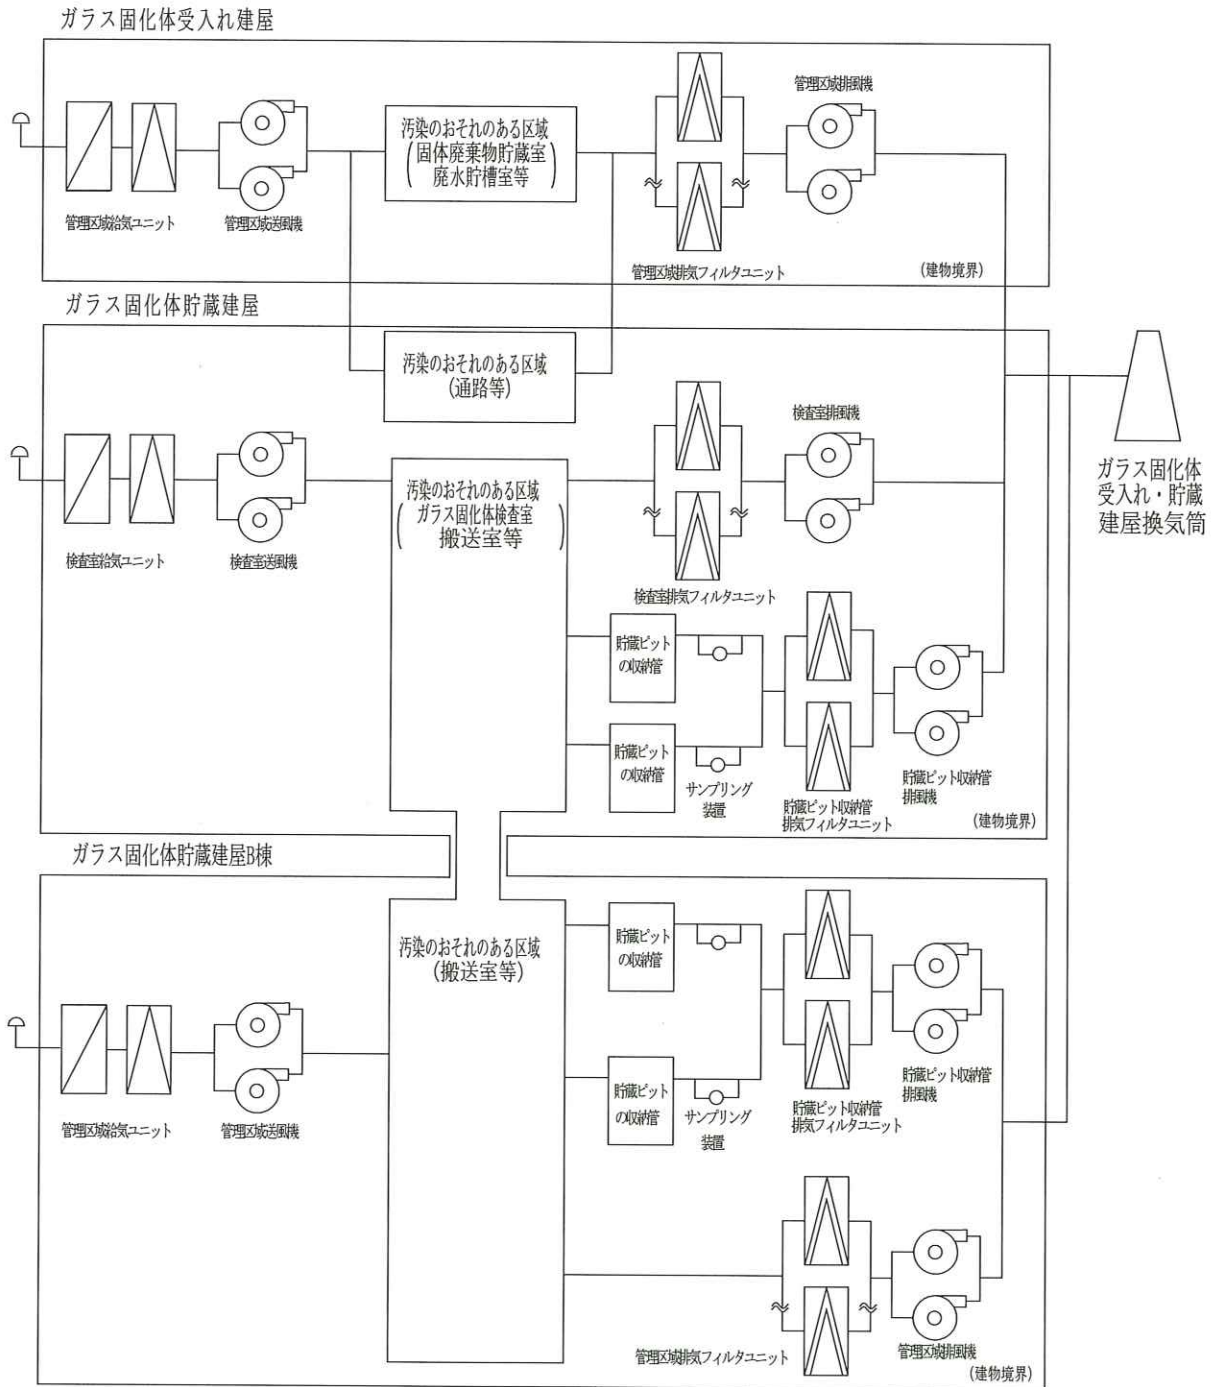 ガラス固化体受入れ建屋
管理区域給気ユニット
管理区域送風機
汚染のおそれのある区域
(固体廃棄物貯蔵室
廃水貯槽室等)
管理区域排気フィルタユニット
管理区域排風機
(建物境界)
ガラス固化体貯蔵建屋
汚染のおそれのある区域
(通路等)
検査室給気ユニット
検査室送風機
汚染のおそれのある区域
(ガラス固化体検査室
搬送室等)
検査室排気フィルタユニット
検査室排風機
貯蔵ピット
の収納管
貯蔵ピット
の収納管
サンプリング
装置
貯蔵ピット収納管
排気フィルタユニット
貯蔵ピット収納管
排風機
(建物境界)
ガラス固化体
受入れ・貯蔵
建屋換気筒
ガラス固化体貯蔵建屋B棟
管理区域給気ユニット
管理区域送風機
汚染のおそれのある区域
(搬送室等)
貯蔵ピット
の収納管
貯蔵ピット
の収納管
サンプリング
装置
貯蔵ピット収納管
排気フィルタユニット
貯蔵ピット収納管
排風機
管理区域排気フィルタユニット
管理区域排風機
(建物境界)